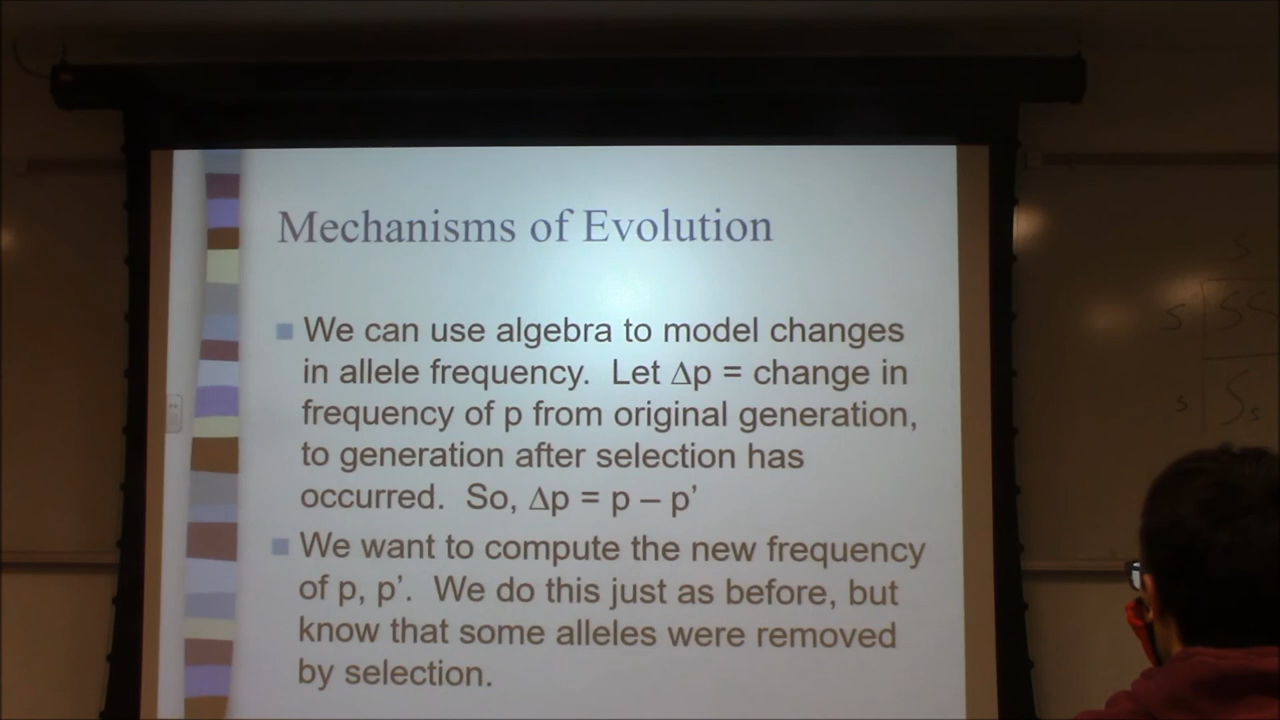 Mechanisms of Evolution
We can use algebra to model changes
in allele frequency. Let Δp = change in
frequency of p from original generation,
to generation after selection has
occurred. So, Δp = p – p’
We want to compute the new frequency
of p, p’. We do this just as before, but
know that some alleles were removed
by selection.
s
S SS
s Ss